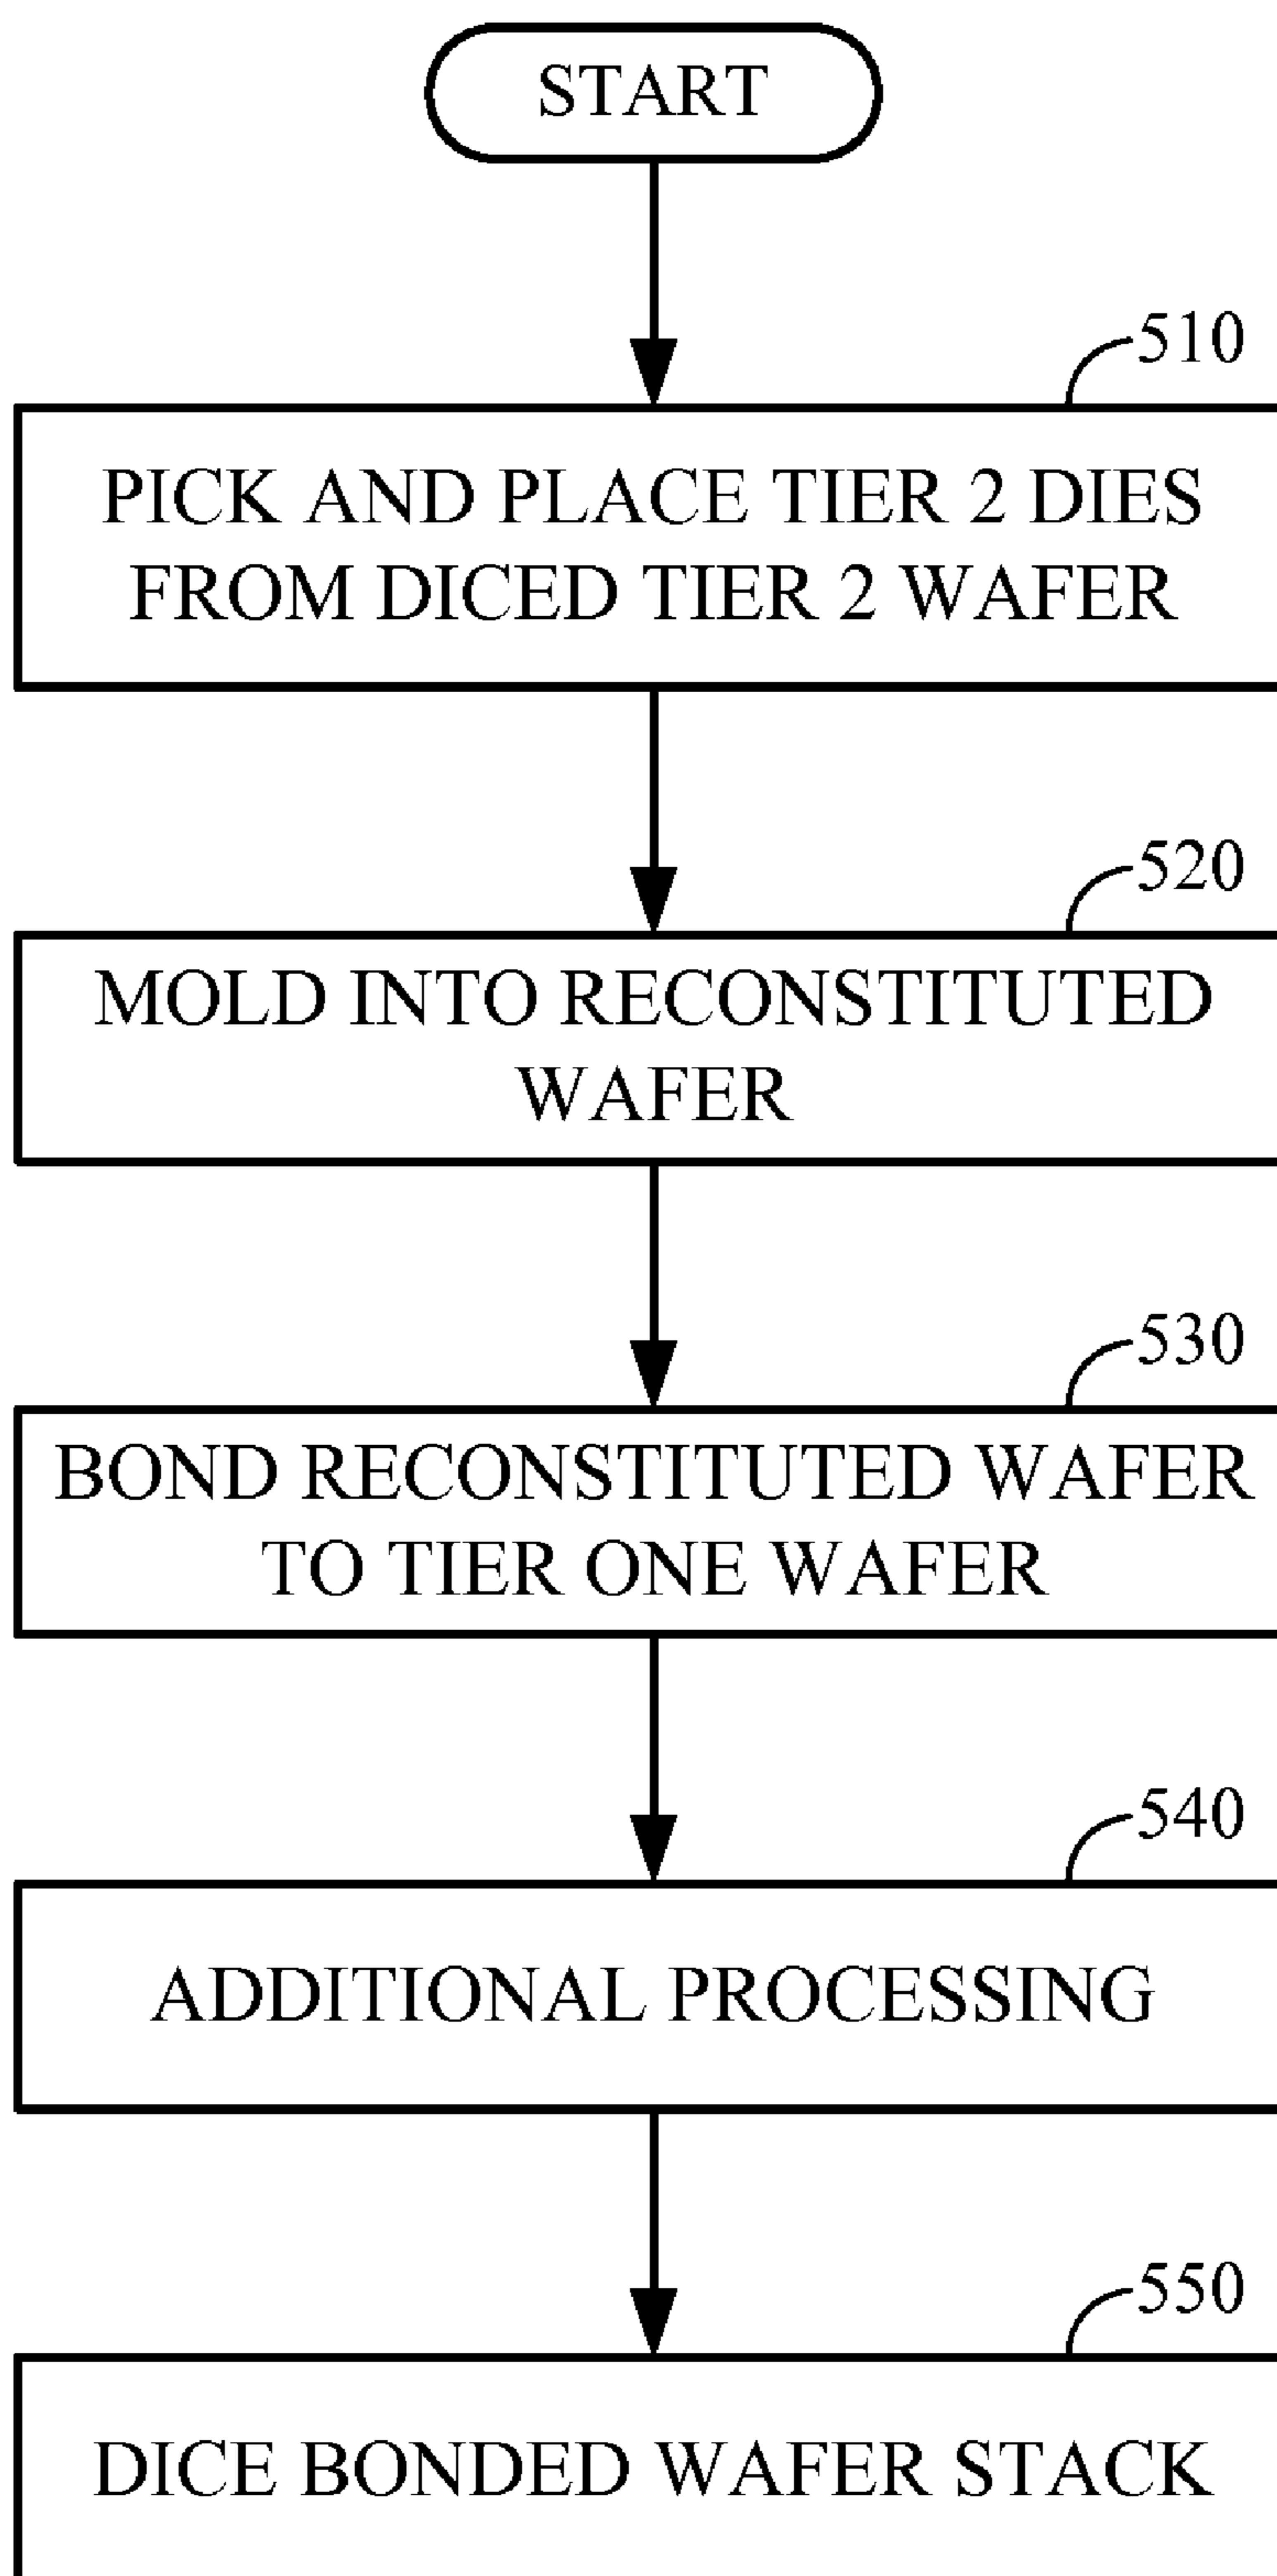 START
510
PICK AND PLACE TIER 2 DIES
FROM DICED TIER 2 WAFER
520
MOLD INTO RECONSTITUTED
WAFER
530
BOND RECONSTITUTED WAFER
TO TIER ONE WAFER
540
ADDITIONAL PROCESSING
550
DICE BONDED WAFER STACK